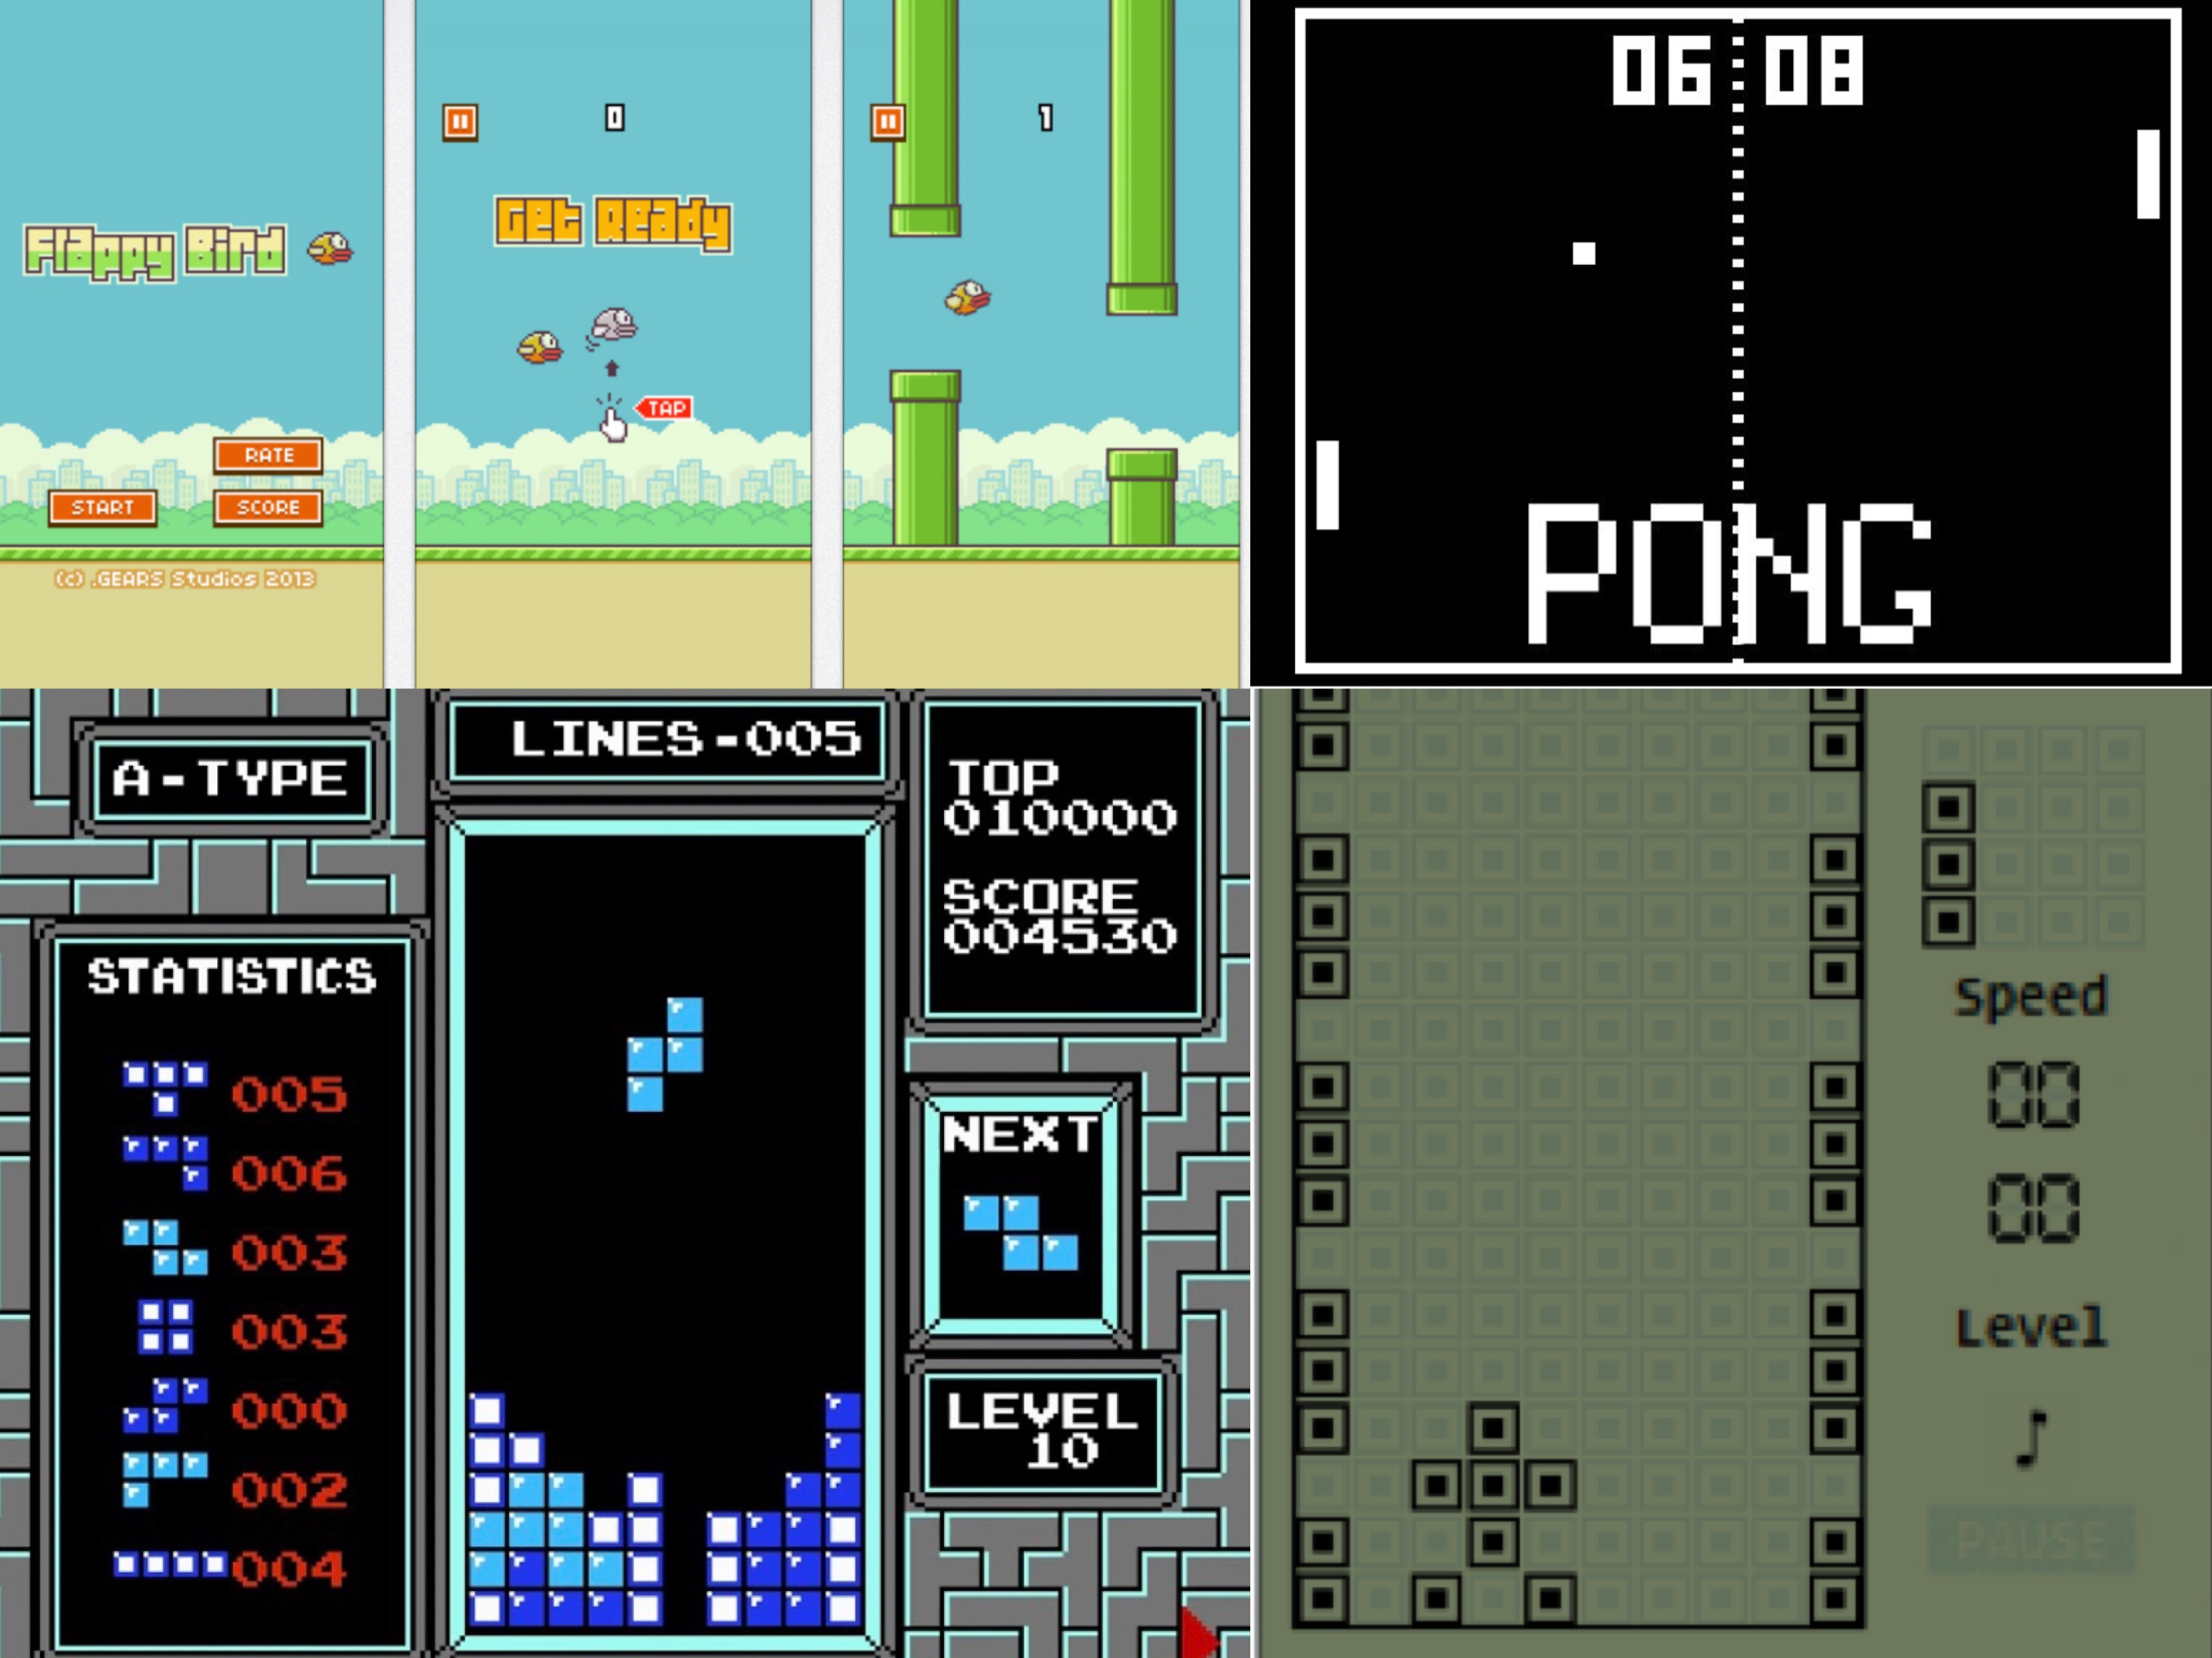 Flappy Bird
RATE
START
SCORE
(c) .GEARS Studios 2013
0
Get Ready
TAP
1
06 08
PONG
A-TYPE
LINES-005
TOP
010000
SCORE
004530
STATISTICS
005
006
003
003
000
002
004
NEXT
LEVEL
10
Speed
00
00
Level
PAUSE